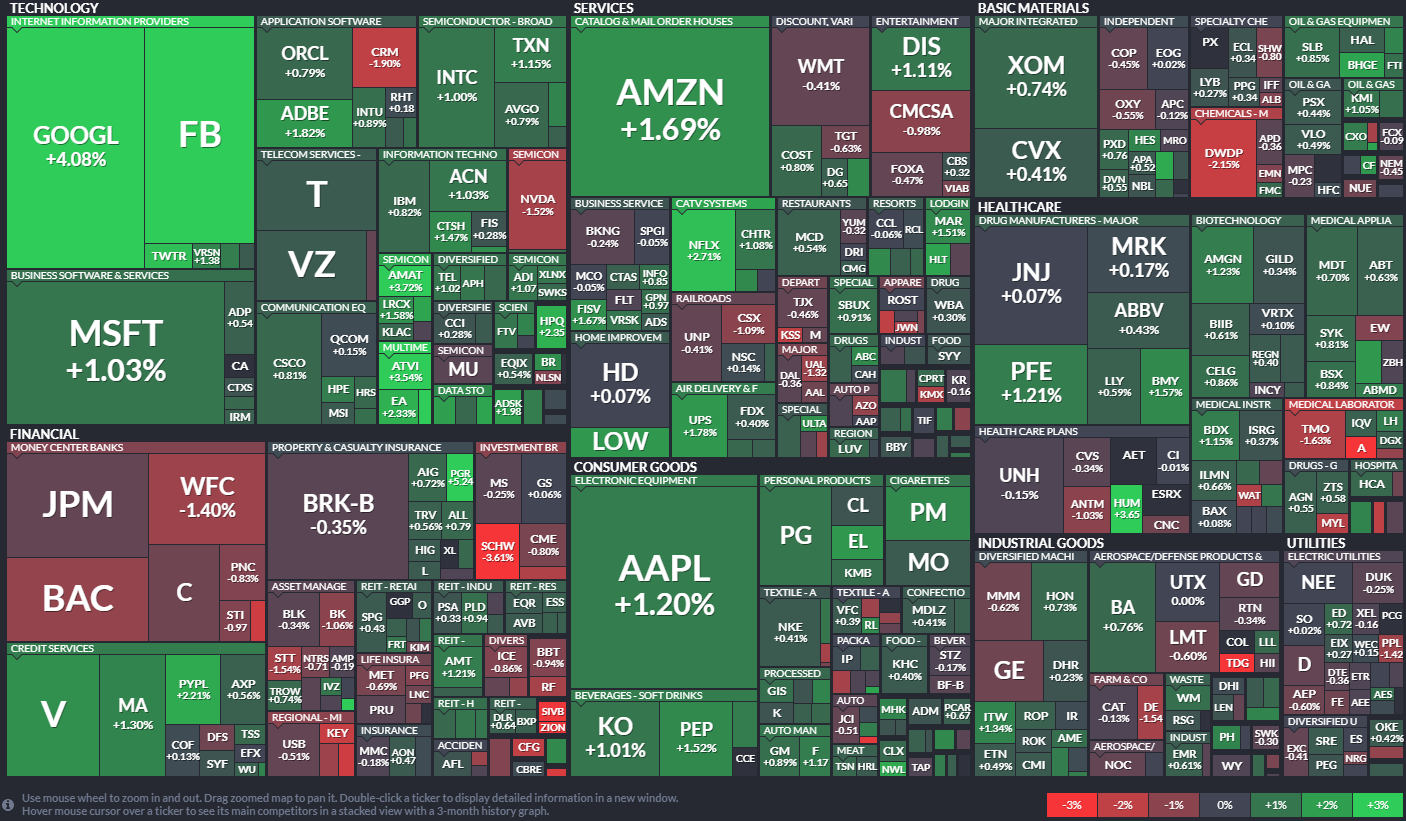 TECHNOLOGY
INTERNET INFORMATION PROVIDERS
GOOGL
+4.08%
FB
TWTR
VRSN
+1.38
APPLICATION SOFTWARE
ORCL
+0.79%
CRM
-1.90%
ADBE
+1.82%
INTU
+0.89%
RHT
+0.18
SEMICONDUCTOR - BROAD
INTC
+1.00%
TXN
+1.15%
AVGO
+0.79%
TELECOM SERVICES -
T
VZ
INFORMATION TECHNO
IBM
+0.82%
ACN
+1.03%
CTSH
+1.47%
FIS
+0.28%
SEMICON
NVDA
-1.52%
BUSINESS SOFTWARE & SERVICES
MSFT
+1.03%
ADP
+0.54
CA
CTXS
IRM
COMMUNICATION EQ
CSCO
+0.81%
QCOM
+0.15%
HPE
HRS
MSI
SEMICON
AMAT
+3.72%
LRCX
+1.58%
KLAC
DIVERSIFIED
TEL
+1.02
APH
SEMICON
ADI
+1.07
XLNX
SWKS
DIVERSIFIE
CCI
+0.28%
SCIEN
FTV
HPQ
+2.35
MULTIME
ATVI
+3.54%
EA
+2.33%
SEMICON
MU
EQIX
+0.54%
BR
NLSN
DATA STO
ADSK
+1.98
SERVICES
CATALOG & MAIL ORDER HOUSES
AMZN
+1.69%
DISCOUNT, VARI
WMT
-0.41%
COST
+0.80%
TGT
-0.63%
DG
+0.65
ENTERTAINMENT
DIS
+1.11%
CMCSA
-0.98%
FOXA
-0.47%
CBS
+0.32
VIAB
BUSINESS SERVICE
BKNG
-0.24%
SPGI
-0.05%
MCO
-0.05%
CTAS
INFO
+0.85
FLT
GPN
+0.97
FISV
+1.67%
VRSK
ADS
CATV SYSTEMS
NFLX
+2.71%
CHTR
+1.08%
RESTAURANTS
MCD
+0.54%
YUM
-0.32
DRI
CMG
RESORTS
CCL
-0.06%
RCL
LODGIN
MAR
+1.51%
HLT
RAILROADS
UNP
-0.41%
CSX
-1.09%
NSC
+0.14%
DEPART
TJX
-0.46%
KSS
M
SPECIAL
SBUX
+0.91%
APPARE
ROST
JWN
DRUG
WBA
+0.30%
HOME IMPROVEM
HD
+0.07%
LOW
MAJOR
DAL
-0.36
UAL
-1.32
AAL
DRUGS
ABC
CAH
INDUST
FOOD
SYY
AIR DELIVERY & F
UPS
+1.78%
FDX
+0.40%
AUTO P
AZO
AAP
CPRT
KMX
KR
-0.16
SPECIAL
ULTA
REGION
LUV
BBY
TIF
BASIC MATERIALS
MAJOR INTEGRATED
XOM
+0.74%
CVX
+0.41%
INDEPENDENT
COP
-0.45%
EOG
+0.02%
OXY
-0.55%
APC
-0.12%
PXD
+0.76
HES
MRO
APA
+0.52
DVN
+0.55
NBL
SPECIALTY CHE
PX
ECL
+0.34
SHW
-0.80
LYB
+0.27%
PPG
+0.34
IFF
ALB
OIL & GAS EQUIPMEN
SLB
+0.85%
HAL
BHGE
FTI
CHEMICALS - M
DWDP
-2.15%
APD
-0.36
EMN
FMC
OIL & GA
PSX
+0.44%
VLO
+0.49%
MPC
-0.23
HFC
OIL & GAS
KMI
+1.05%
CXO
FCX
-0.09
CF
NEM
-0.45
NUE
HEALTHCARE
DRUG MANUFACTURERS - MAJOR
JNJ
+0.07%
MRK
+0.17%
ABBV
+0.43%
PFE
+1.21%
LLY
+0.59%
BMY
+1.57%
BIOTECHNOLOGY
AMGN
+1.23%
GILD
+0.34%
BIIB
+0.61%
VRTX
+0.10%
REGN
+0.40
CELG
+0.86%
INCY
MEDICAL APPLIA
MDT
+0.70%
ABT
+0.63%
SYK
+0.81%
EW
BSX
+0.84%
ZBH
ABMD
HEALTH CARE PLANS
UNH
-0.15%
CVS
-0.34%
AET
CI
-0.01%
ANTM
-1.03%
HUM
+3.65
ESRX
CNC
MEDICAL INSTR
BDX
+1.15%
ISRG
+0.37%
ILMN
+0.66%
WAT
BAX
+0.08%
MEDICAL LABORATOR
TMO
-1.63%
IQV
LH
A
DGX
DRUGS - G
AGN
+0.55
ZTS
+0.58
MYL
HOSPITA
HCA
FINANCIAL
MONEY CENTER BANKS
JPM
WFC
-1.40%
BAC
C
PNC
-0.83%
STI
-0.97
PROPERTY & CASUALTY INSURANCE
BRK-B
-0.35%
AIG
+0.72%
PGR
+5.24
TRV
+0.56%
ALL
+0.79
HIG
XL
L
INVESTMENT BR
MS
-0.25%
GS
+0.06%
SCHW
-3.61%
CME
-0.80%
CREDIT SERVICES
V
MA
+1.30%
PYPL
+2.21%
AXP
+0.56%
COF
+0.13%
DFS
TSS
SYF
EFX
WU
ASSET MANAGE
BLK
-0.34%
BK
-1.06%
STT
-1.54%
NTRS
-0.71
AMP
-0.19
TROW
+0.74%
IVZ
REIT - RETAI
SPG
+0.43
GGP
O
FRT
KIM
REIT - INDU
PSA
+0.33
PLD
+0.94
REIT - RES
EQR
ESS
AVB
REIT -
AMT
+1.21%
DIVERS
ICE
-0.86%
BBT
-0.94%
RF
LIFE INSURA
MET
-0.69%
PFG
LNC
PRU
REGIONAL - MI
USB
-0.51%
KEY
INSURANCE
MMC
-0.18%
AON
+0.47
REIT - H
REIT -
DLR
+0.64
BXP
SIVB
ZION
ACCIDEN
AFL
CFG
CBRE
CONSUMER GOODS
ELECTRONIC EQUIPMENT
AAPL
+1.20%
PERSONAL PRODUCTS
PG
CL
EL
KMB
CIGARETTES
PM
MO
TEXTILE - A
NKE
+0.41%
TEXTILE - A
VFC
+0.39
RL
CONFECTIO
MDLZ
+0.41%
PACKA
IP
FOOD -
KHC
+0.40%
BEVER
STZ
-0.17%
BF-B
PROCESSED
GIS
K
BEVERAGES - SOFT DRINKS
KO
+1.01%
PEP
+1.52%
CCE
AUTO
JCI
-0.51
MHK
ADM
PCAR
+0.67
AUTO MAN
GM
+0.89%
F
+1.17
MEAT
TSN
HRL
CLX
NWL
TAP
INDUSTRIAL GOODS
DIVERSIFIED MACHI
MMM
-0.62%
HON
+0.73%
GE
DHR
+0.23%
ITW
+1.34%
ROP
IR
ROK
AME
ETN
+0.49%
CMI
AEROSPACE/DEFENSE PRODUCTS &
BA
+0.76%
UTX
0.00%
GD
RTN
-0.34%
LMT
-0.60%
COL
LLL
TDG
HII
FARM & CO
CAT
-0.13%
DE
-1.54
WASTE
WM
RSG
DHI
LEN
AEROSPACE/
NOC
INDUST
EMR
+0.61%
PH
SWK
-0.30
WY
UTILITIES
ELECTRIC UTILITIES
NEE
DUK
-0.25%
SO
+0.02%
ED
+0.72
XEL
-0.16
PCG
EIX
+0.27
WEC
+0.15
PPL
-1.42
D
DTE
-0.36
ETR
AEP
-0.60%
FE
AEE
AES
DIVERSIFIED U
EXC
-0.41
SRE
ES
OKE
+0.42%
PEG
NRG
Use mouse wheel to zoom in and out. Drag zoomed map to pan it. Double-click a ticker to display detailed information in a new window.
Hover mouse cursor over a ticker to see its main competitors in a stacked view with a 3-month history graph.
-3%
-2%
-1%
0%
+1%
+2%
+3%